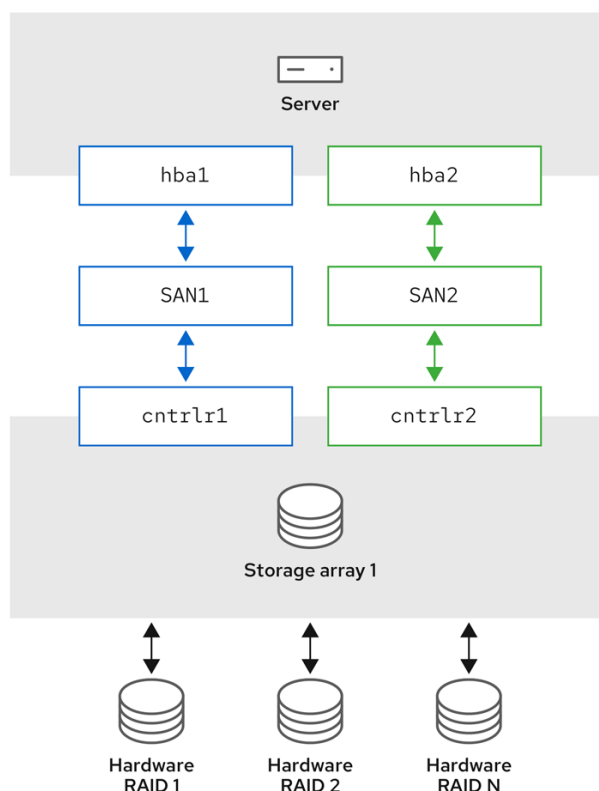 Server
hba1
hba2
SAN1
SAN2
cntrlr1
cntrlr2
Storage array 1
Hardware
RAID 1
Hardware
RAID 2
Hardware
RAID N